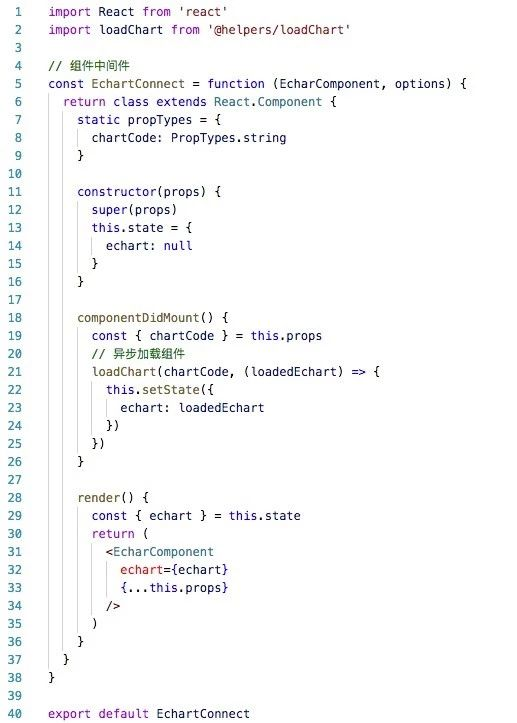 1 import React from 'react'
2 import loadChart from '@helpers/loadChart'
3
4 // 组件中间件
5 const EchartConnect = function (EcharComponent, options) {
6   return class extends React.Component {
7     static propTypes = {
8       chartCode: PropTypes.string
9     }
10
11     constructor(props) {
12       super(props)
13       this.state = {
14         echart: null
15       }
16     }
17
18     componentDidMount() {
19       const { chartCode } = this.props
20       // 异步加载组件
21       loadChart(chartCode, (loadedEchart) => {
22         this.setState({
23           echart: loadedEchart
24         })
25       })
26     }
27
28     render() {
29       const { echart } = this.state
30       return (
31         <EcharComponent
32           echart={echart}
33           {...this.props}
34         />
35       )
36     }
37   }
38 }
39
40 export default EchartConnect